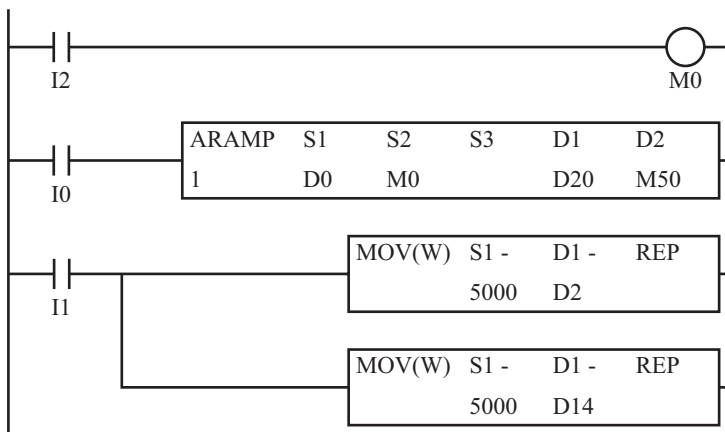 I2
M0
ARAMP S1 S2 S3 D1 D2
1 D0 M0 D20 M50
I0
MOV(W) S1 - D1 - REP
5000 D2
I1
MOV(W) S1 - D1 - REP
5000 D14